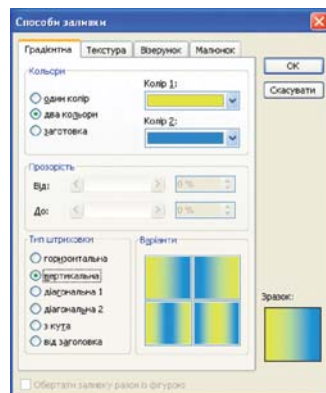 Способи заливки
Градієнтна Текстура Візерунок Малюнок
ОК
Скасувати
Кольори
один колір
два кольори
заготовка
Колір 1:
Колір 2:
Прозорість
Від: 0 %
До: 0 %
Тип штриховки
горизонтальна
вертикальна
діагональна 1
діагональна 2
з кута
від заголовка
Варіанти
Зразок:
Обертати заливку разом із фігурою